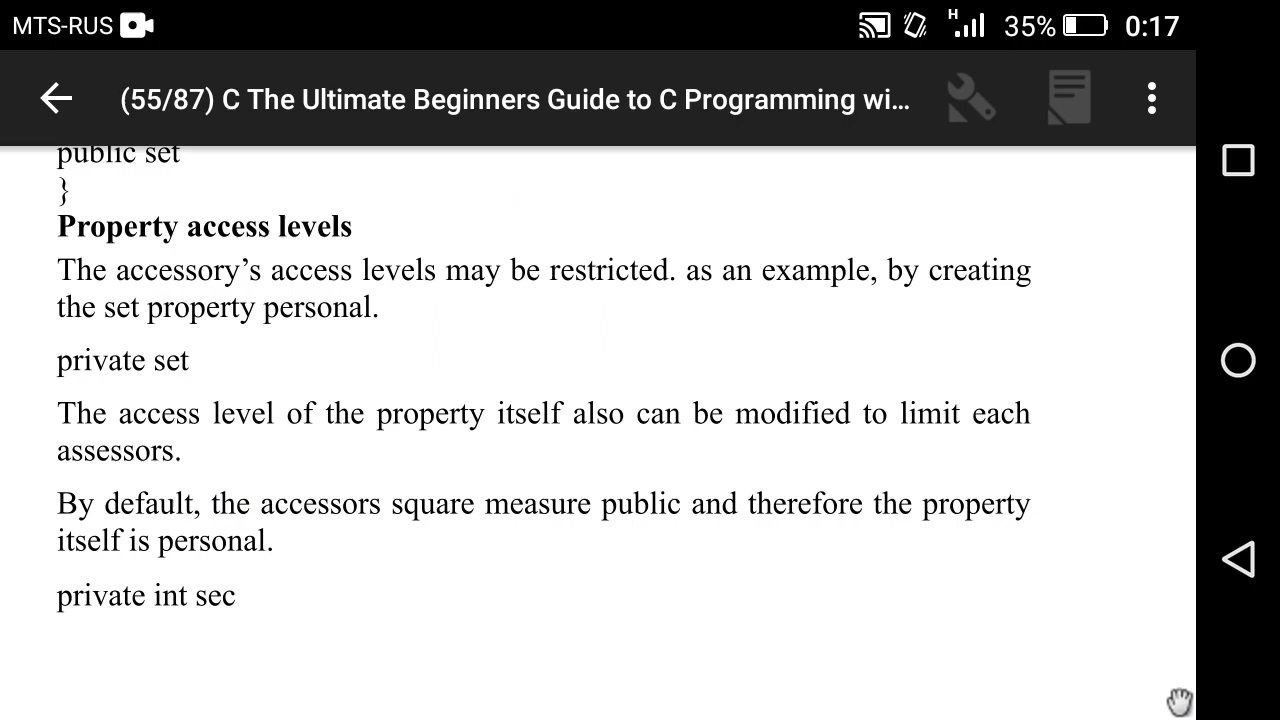 MTS-RUS
H
35%
0:17
(55/87) C The Ultimate Beginners Guide to C Programming wi...
public set
}
Property access levels
The accessory’s access levels may be restricted. as an example, by creating
the set property personal.
private set
The access level of the property itself also can be modified to limit each
assessors.
By default, the accessors square measure public and therefore the property
itself is personal.
private int sec